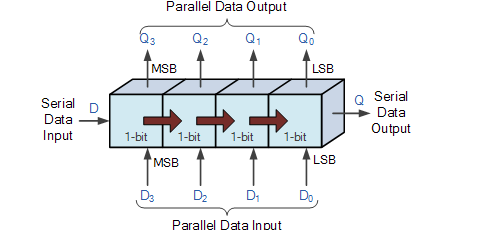 Parallel Data Output
Q3 Q2 Q1 Q0
MSB LSB
Serial Data Input D
Q Serial Data Output
1-bit 1-bit 1-bit 1-bit
MSB LSB
D3 D2 D1 D0
Parallel Data Input